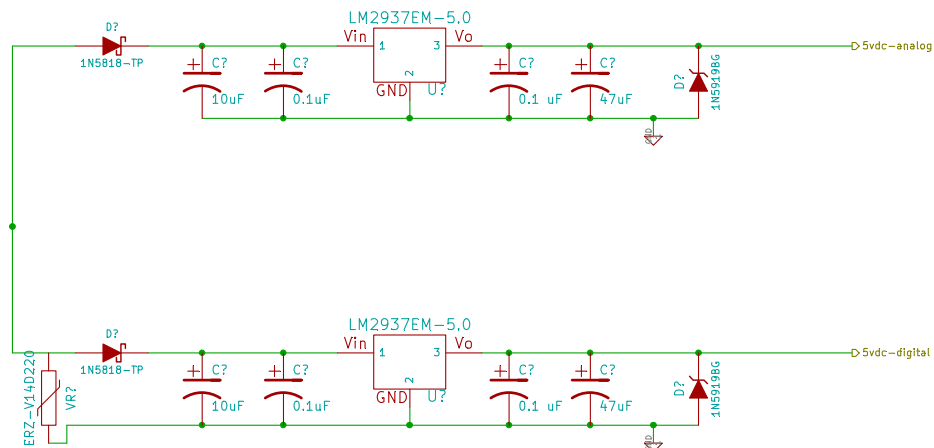 LM2937EM-5.0
D?
Vin
1
3
Vo
5vdc-analog
1N5818-TP
C?
C?
2
C?
C?
D?
1N5919BG
10uF
0.1uF
GND
U?
0.1 uF
47uF
GND
LM2937EM-5.0
D?
Vin
1
3
Vo
5vdc-digital
1N5818-TP
C?
C?
2
C?
C?
D?
1N5919BG
ERZ-V14D220
VR?
10uF
0.1uF
GND
U?
0.1 uF
47uF
GND